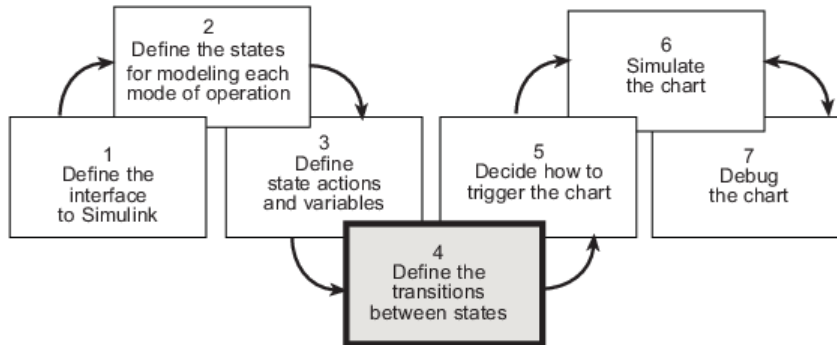 1
Define the
interface
to Simulink
2
Define the states
for modeling each
mode of operation
3
Define
state actions
and variables
4
Define the
transitions
between states
5
Decide how to
trigger the chart
6
Simulate
the chart
7
Debug
the chart